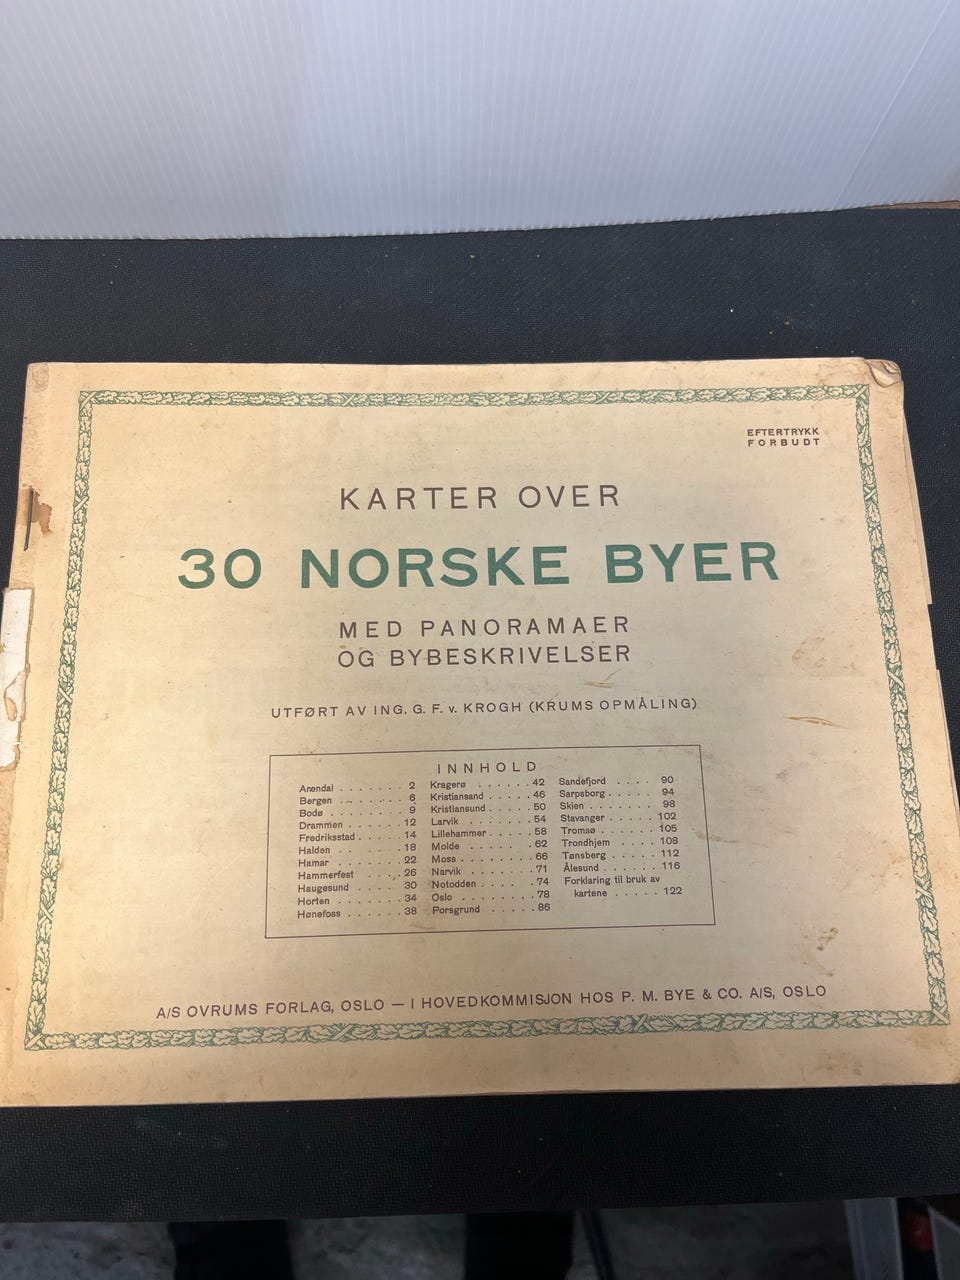 EFTERTRYKK
FORBUDT
KARTER OVER
30 NORSKE BYER
MED PANORAMAER
OG BYBESKRIVELSER
UTFØRT AV ING. G. F. v. KROGH (KRUMS OPMÅLING)
INNHOLD
Arendal . . . . . . . 2
Bergen . . . . . . . 6
Bodø . . . . . . . . 9
Drammen . . . . . . 12
Fredriksstad . . . . . 14
Halden . . . . . . . 18
Hamar . . . . . . . 22
Hammerfest . . . . 26
Haugesund . . . . . 30
Horten . . . . . . . 34
Hønefoss . . . . . . 38
Kragerø . . . . . . 42
Kristiansand . . . . . 46
Kristiansund . . . . . 50
Larvik . . . . . . . 54
Lillehammer . . . . . 58
Molde . . . . . . . 62
Moss . . . . . . . . 66
Narvik . . . . . . . 71
Notodden . . . . . . 74
Oslo . . . . . . . . 78
Porsgrund . . . . . 86
Sandefjord . . . . 90
Sarpsborg . . . . . 94
Skien . . . . . . . 98
Stavanger . . . . . 102
Tromsø . . . . . . 105
Trondhjem . . . . 108
Tønsberg . . . . . 112
Ålesund . . . . . . 116
Forklaring til bruk av
kartene . . . . . 122
A/S OVRUMS FORLAG, OSLO — I HOVEDKOMMISJON HOS P. M. BYE & CO. A/S, OSLO